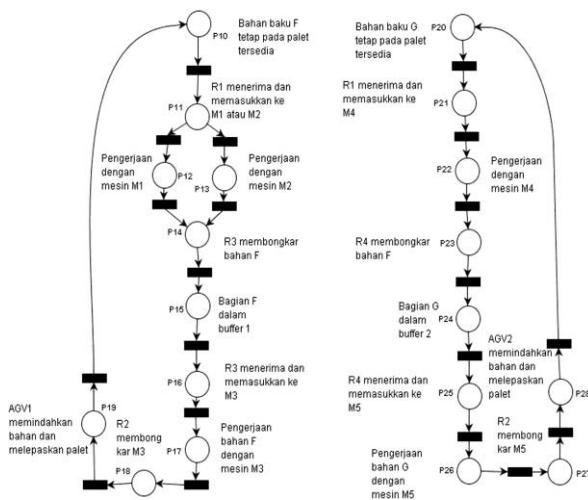 P10
Bahan baku F
tetap pada palet
tersedia
P11
R1 menerima dan
memasukkan ke
M1 atau M2
Pengerjaan
dengan
mesin M1
P12
P13
Pengerjaan
dengan
mesin M2
P14
R3 membongkar
bahan F
P15
Bagian F
dalam
buffer 1
P16
R3 menerima dan
memasukkan ke
M3
P17
Pengerjaan
bahan F
dengan
mesin M3
P18
R2
membong
kar M3
P19
AGV1
memindahkan
bahan dan
melepaskan palet
Bahan baku G
tetap pada palet
tersedia
P20
R1 menerima dan
memasukkan ke
M4
P21
P22
Pengerjaan
dengan
mesin M4
R4 membongkar
bahan F
P23
Bagian G
dalam
buffer 2
P24
R4 menerima dan
memasukkan ke
M5
P25
Pengerjaan
bahan G
dengan
mesin M5
P26
P27
R2
membong
kar M5
P28
AGV2
memindahkan
bahan dan
melepaskan
palet